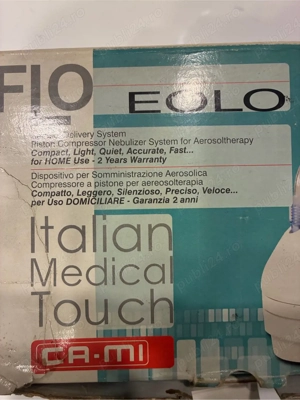 FIO
EOLO
Delivery System
Piston Compressor Nebulizer System for Aerosoltherapy
Compact, Light, Quiet, Accurate, Fast...
for HOME Use - 2 Years Warranty
Dispositivo per Somministrazione Aerosolica
Compressore a pistone per aereosolterapia
Compatto, Leggero, Silenzioso, Preciso, Veloce...
per Uso DOMICILIARE - Garanzia 2 anni
Italian
Medical
Touch
CA-MI